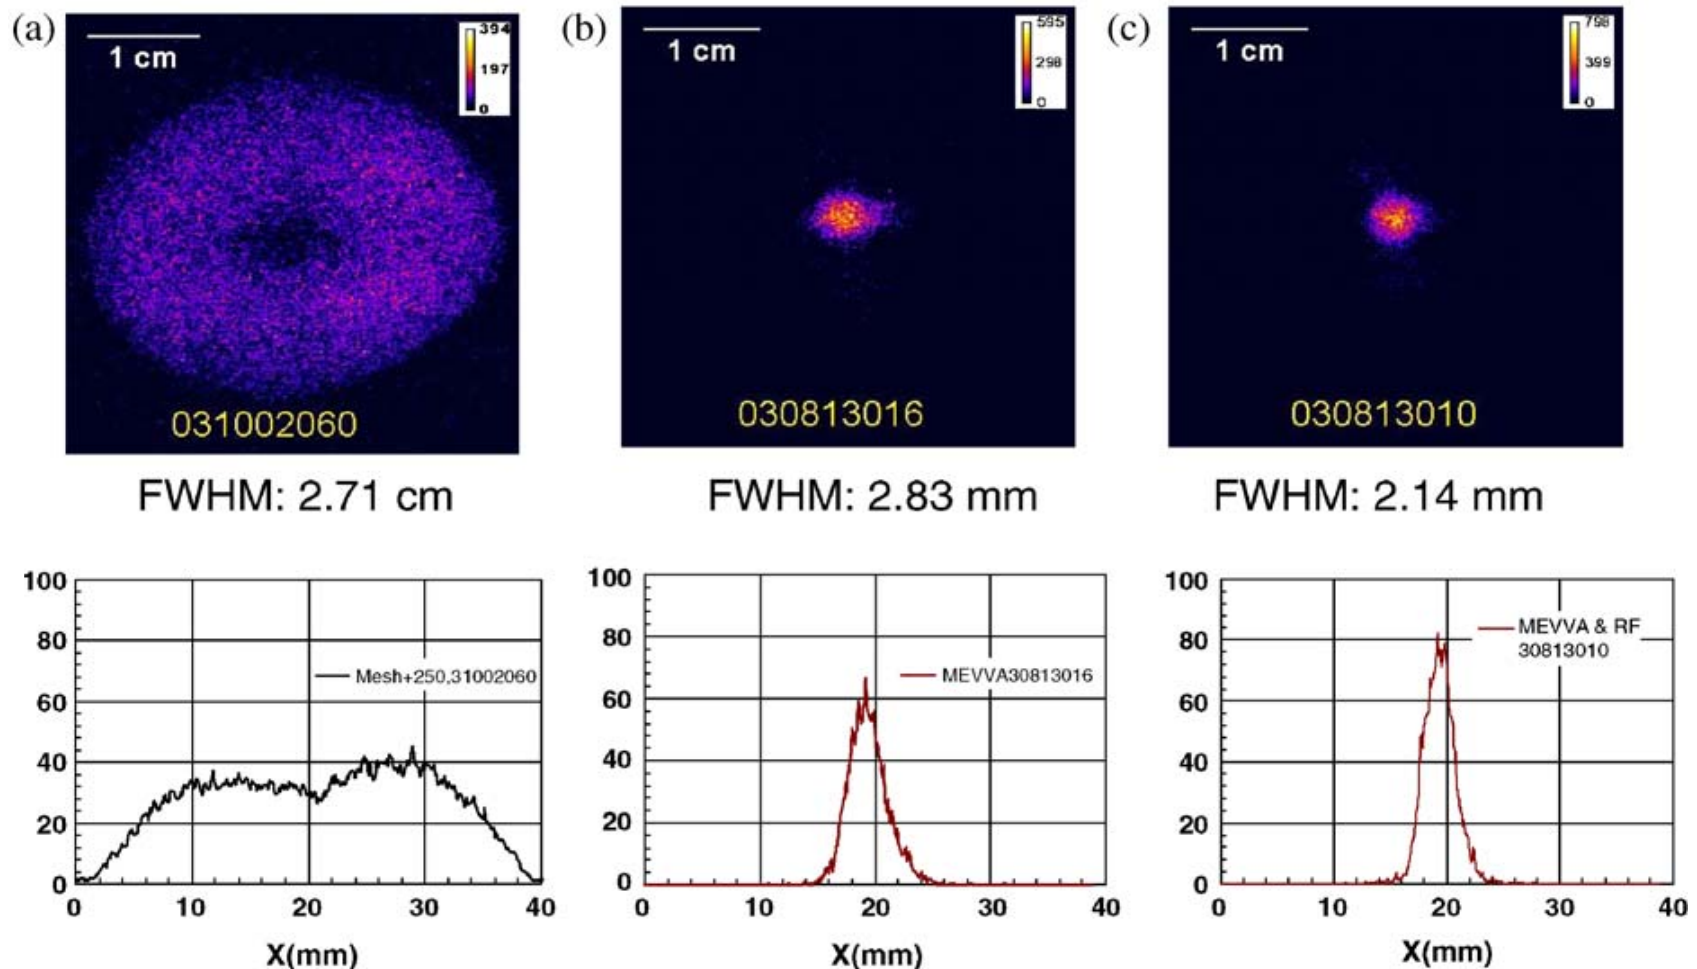 (a)
1 cm
394
197
0
031002060
FWHM: 2.71 cm
(b)
1 cm
595
298
0
030813016
FWHM: 2.83 mm
(c)
1 cm
798
399
0
030813010
FWHM: 2.14 mm
100
80
60
40
20
0
Mesh+250,31002060
0 10 20 30 40
X(mm)
100
80
60
40
20
0
MEVVA30813016
0 10 20 30 40
X(mm)
100
80
60
40
20
0
MEVVA & RF
30813010
0 10 20 30 40
X(mm)